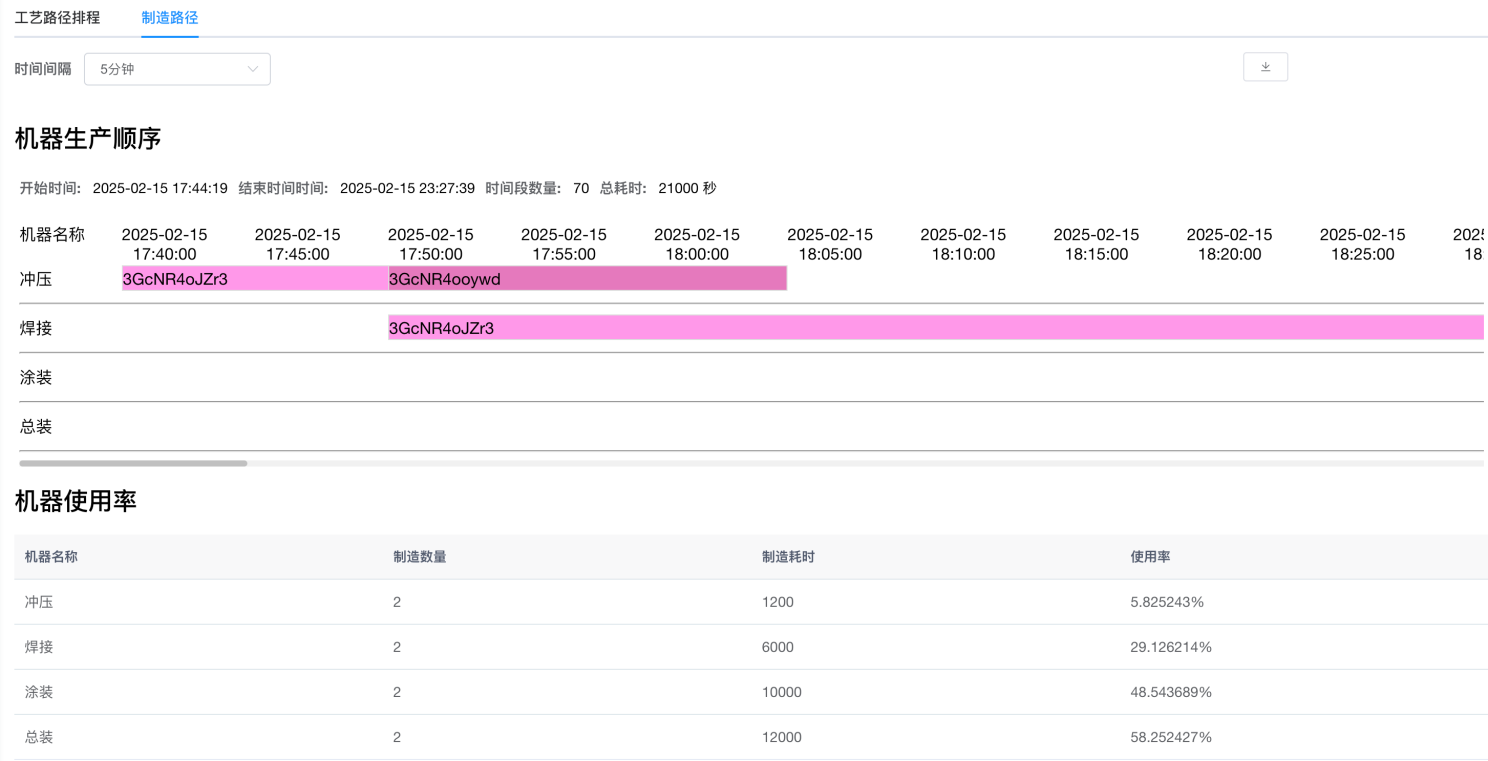 工艺路径排程 制造路径
时间间隔 5分钟
机器生产顺序
开始时间: 2025-02-15 17:44:19 结束时间时间: 2025-02-15 23:27:39 时间段数量: 70 总耗时: 21000 秒
机器名称 2025-02-15 2025-02-15 2025-02-15 2025-02-15 2025-02-15 2025-02-15 2025-02-15 2025-02-15 2025-02-15 2025-02-15 202
17:40:00 17:45:00 17:50:00 17:55:00 18:00:00 18:05:00 18:10:00 18:15:00 18:20:00 18:25:00 18
冲压 3GcNR4oJZr3 3GcNR4ooywd
焊接 3GcNR4oJZr3
涂装
总装
机器使用率
机器名称 制造数量 制造耗时 使用率
冲压 2 1200 5.825243%
焊接 2 6000 29.126214%
涂装 2 10000 48.543689%
总装 2 12000 58.252427%